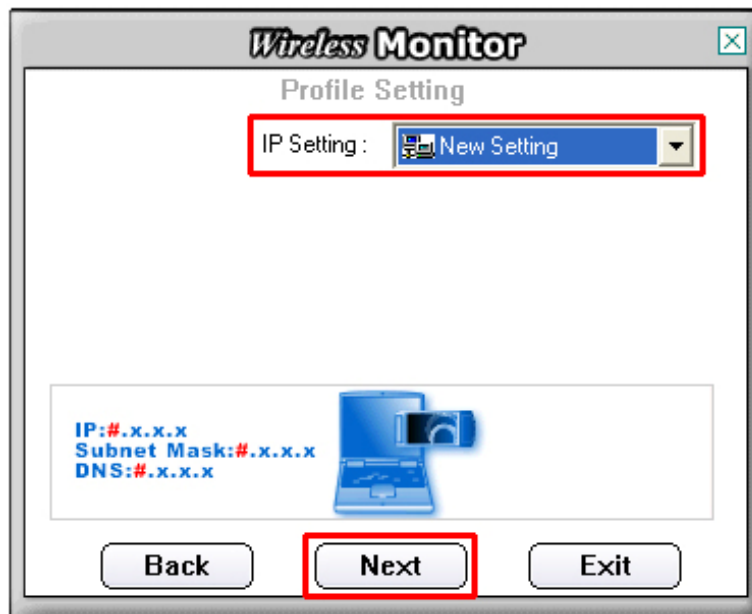 Wireless Monitor
Profile Setting
IP Setting : New Setting
IP:#.x.x.x
Subnet Mask:#.x.x.x
DNS:#.x.x.x
Back Next Exit